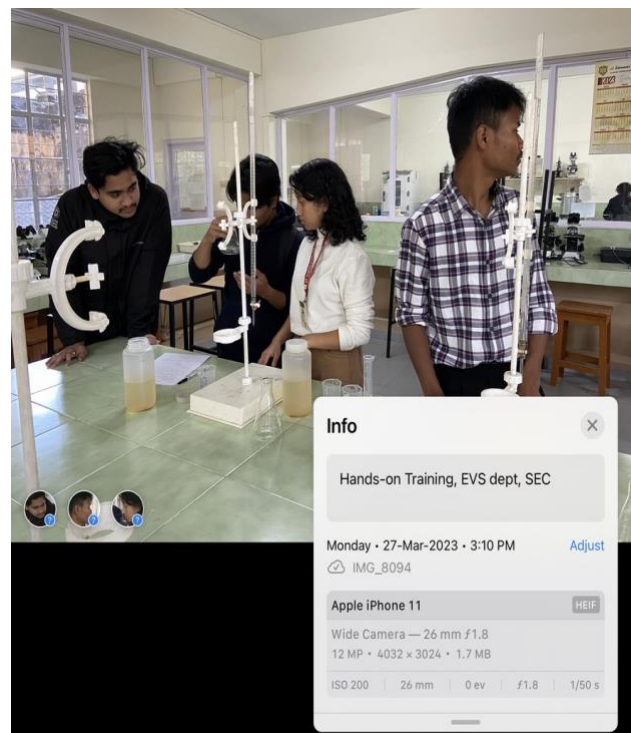 Info
Hands-on Training, EVS dept, SEC
Monday • 27-Mar-2023 • 3:10 PM
Adjust
IMG_8094
Apple iPhone 11
HEIF
Wide Camera — 26 mm ƒ1.8
12 MP • 4032 × 3024 • 1.7 MB
ISO 200 26 mm 0 ev ƒ1.8 1/50 s